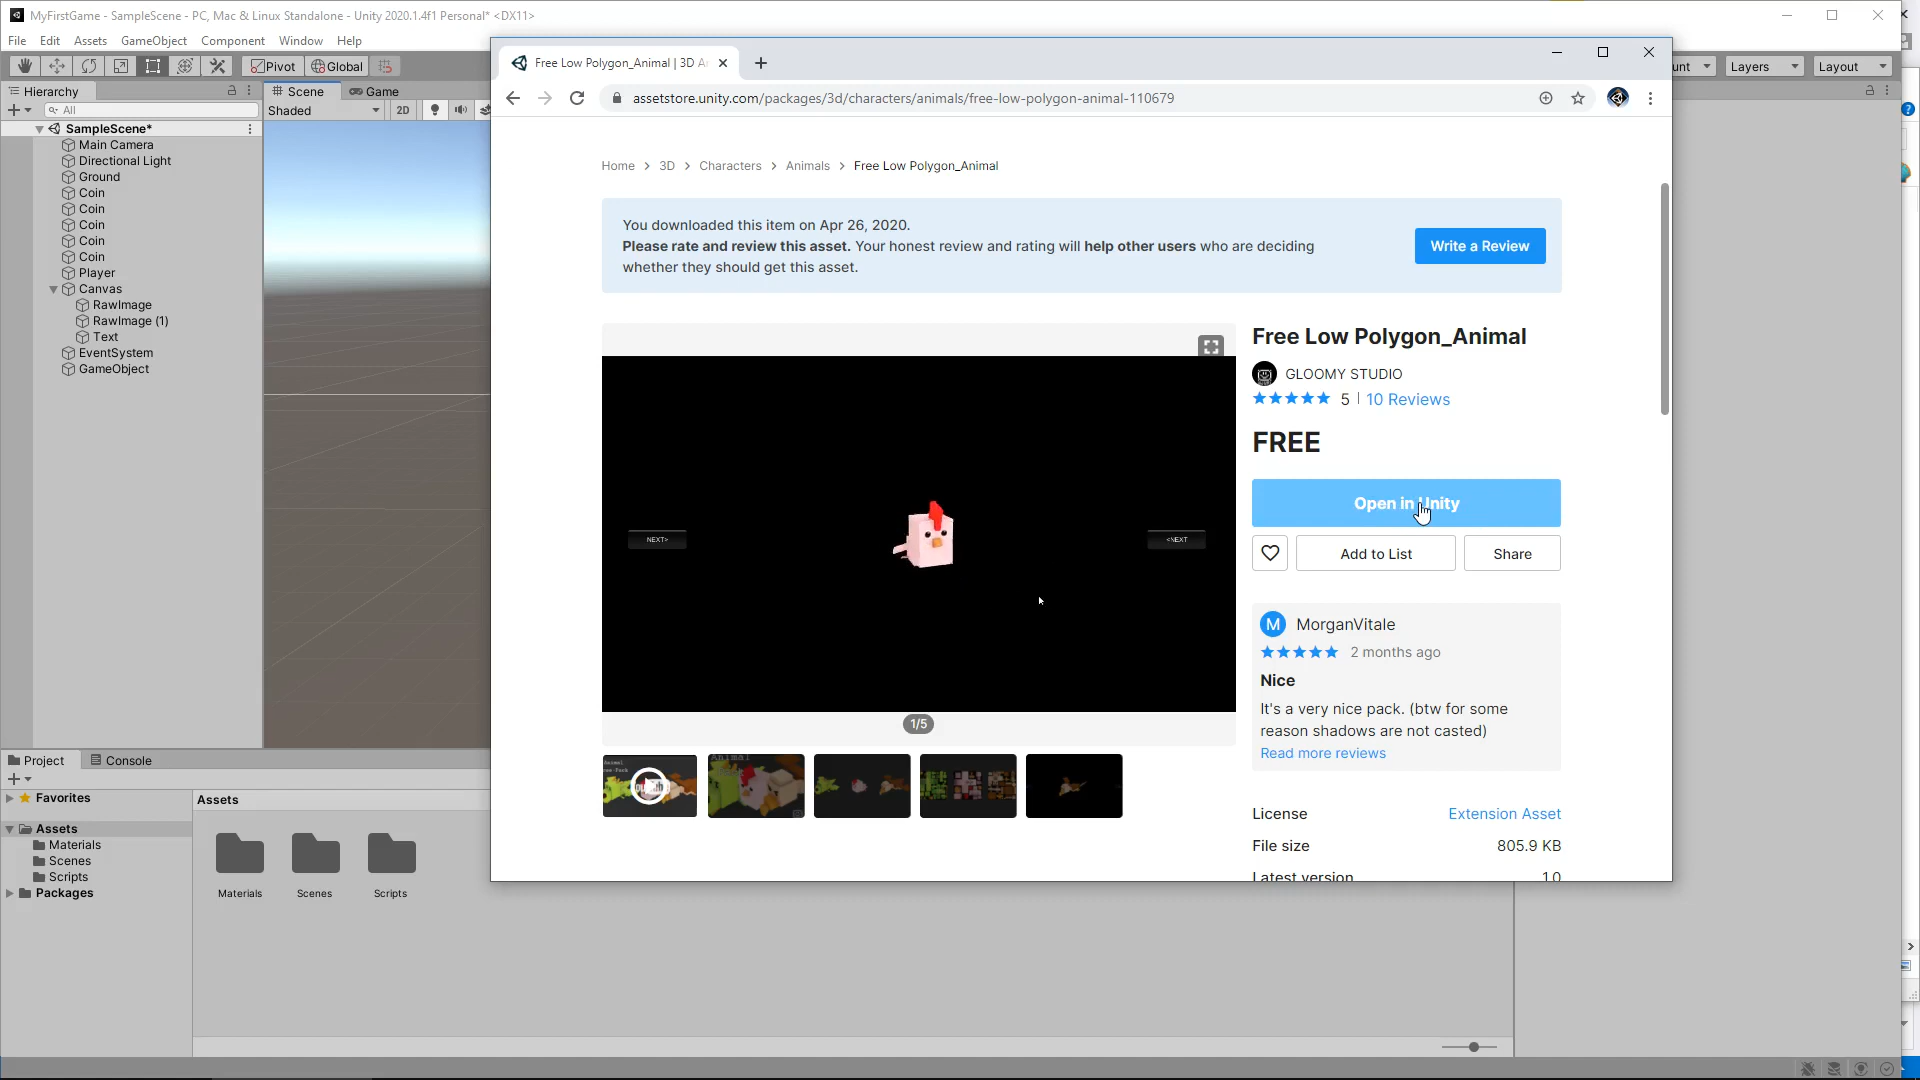 MyFirstGame - SampleScene - PC, Mac & Linux Standalone - Unity 2020.1.4f1 Personal* <DX11>
File Edit Assets GameObject Component Window Help
Pivot Global
Layers Layout
Hierarchy
All
SampleScene*
Main Camera
Directional Light
Ground
Coin
Coin
Coin
Coin
Coin
Player
Canvas
RawImage
RawImage (1)
Text
EventSystem
GameObject
Scene Game
Shaded 2D
Free Low Polygon_Animal | 3D
assetstore.unity.com/packages/3d/characters/animals/free-low-polygon-animal-110679
Home > 3D > Characters > Animals > Free Low Polygon_Animal
You downloaded this item on Apr 26, 2020.
Please rate and review this asset. Your honest review and rating will help other users who are deciding
whether they should get this asset.
Write a Review
NEXT>
<NEXT
1/5
Free Low Polygon_Animal
GLOOMY STUDIO
5 | 10 Reviews
FREE
Open in Unity
Add to List
Share
M MorganVitale
2 months ago
Nice
It's a very nice pack. (btw for some
reason shadows are not casted)
Read more reviews
License Extension Asset
File size 805.9 KB
Latest version 1.0
Project Console
Favorites
Assets
Materials
Scenes
Scripts
Packages
Assets
Materials
Scenes
Scripts